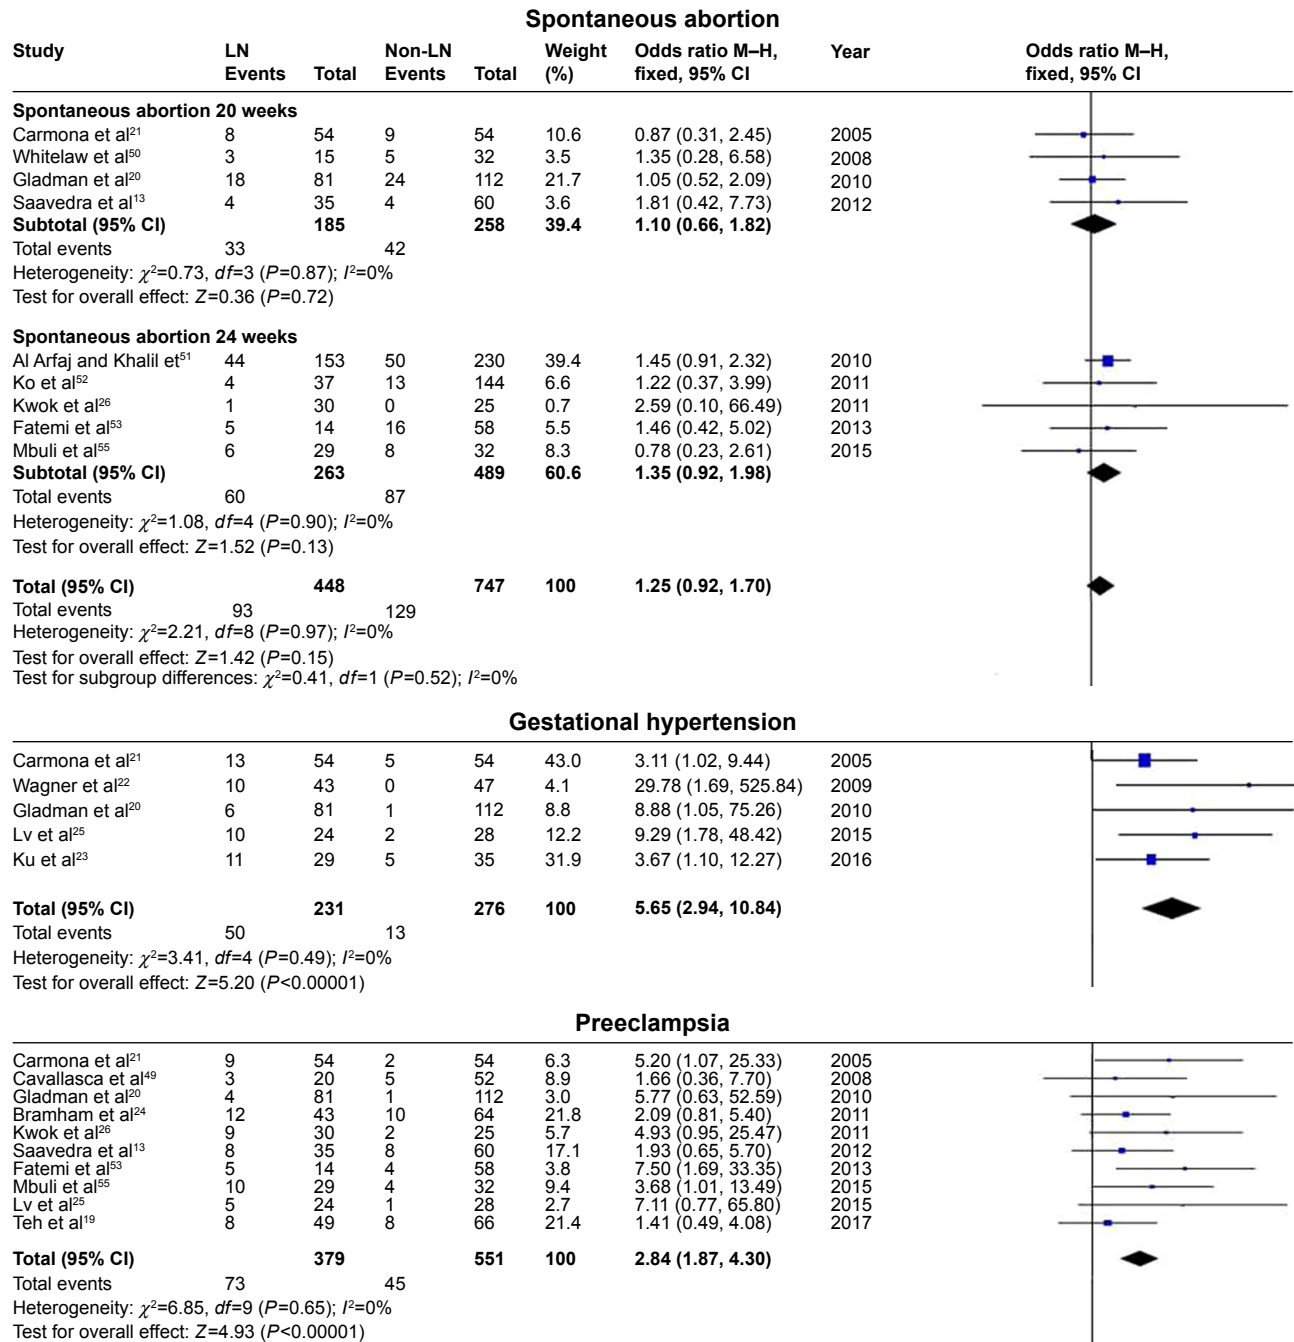 Spontaneous abortion
Study LN Non-LN Weight Odds ratio M–H, Year Odds ratio M–H,
Events Total Events Total (%) fixed, 95% CI fixed, 95% CI
Spontaneous abortion 20 weeks
Carmona et al²¹ 8 54 9 54 10.6 0.87 (0.31, 2.45) 2005
Whitelaw et al⁵⁰ 3 15 5 32 3.5 1.35 (0.28, 6.58) 2008
Gladman et al²⁰ 18 81 24 112 21.7 1.05 (0.52, 2.09) 2010
Saavedra et al¹³ 4 35 4 60 3.6 1.81 (0.42, 7.73) 2012
Subtotal (95% CI) 185 258 39.4 1.10 (0.66, 1.82)
Total events 33 42
Heterogeneity: χ²=0.73, df=3 (P=0.87); I²=0%
Test for overall effect: Z=0.36 (P=0.72)
Spontaneous abortion 24 weeks
Al Arfaj and Khalil et⁵¹ 44 153 50 230 39.4 1.45 (0.91, 2.32) 2010
Ko et al⁵² 4 37 13 144 6.6 1.22 (0.37, 3.99) 2011
Kwok et al²⁶ 1 30 0 25 0.7 2.59 (0.10, 66.49) 2011
Fatemi et al⁵³ 5 14 16 58 5.5 1.46 (0.42, 5.02) 2013
Mbuli et al⁵⁵ 6 29 8 32 8.3 0.78 (0.23, 2.61) 2015
Subtotal (95% CI) 263 489 60.6 1.35 (0.92, 1.98)
Total events 60 87
Heterogeneity: χ²=1.08, df=4 (P=0.90); I²=0%
Test for overall effect: Z=1.52 (P=0.13)
Total (95% CI) 448 747 100 1.25 (0.92, 1.70)
Total events 93 129
Heterogeneity: χ²=2.21, df=8 (P=0.97); I²=0%
Test for overall effect: Z=1.42 (P=0.15)
Test for subgroup differences: χ²=0.41, df=1 (P=0.52); I²=0%
Gestational hypertension
Carmona et al²¹ 13 54 5 54 43.0 3.11 (1.02, 9.44) 2005
Wagner et al²² 10 43 0 47 4.1 29.78 (1.69, 525.84) 2009
Gladman et al²⁰ 6 81 1 112 8.8 8.88 (1.05, 75.26) 2010
Lv et al²⁵ 10 24 2 28 12.2 9.29 (1.78, 48.42) 2015
Ku et al²³ 11 29 5 35 31.9 3.67 (1.10, 12.27) 2016
Total (95% CI) 231 276 100 5.65 (2.94, 10.84)
Total events 50 13
Heterogeneity: χ²=3.41, df=4 (P=0.49); I²=0%
Test for overall effect: Z=5.20 (P<0.00001)
Preeclampsia
Carmona et al²¹ 9 54 2 54 6.3 5.20 (1.07, 25.33) 2005
Cavallasca et al⁴⁹ 3 20 5 52 8.9 1.66 (0.36, 7.70) 2008
Gladman et al²⁰ 4 81 1 112 3.0 5.77 (0.63, 52.59) 2010
Bramham et al²⁴ 12 43 10 64 21.8 2.09 (0.81, 5.40) 2011
Kwok et al²⁶ 9 30 2 25 5.7 4.93 (0.95, 25.47) 2011
Saavedra et al¹³ 8 35 8 60 17.1 1.93 (0.65, 5.70) 2012
Fatemi et al⁵³ 5 14 4 58 3.8 7.50 (1.69, 33.35) 2013
Mbuli et al⁵⁵ 10 29 4 32 9.4 3.68 (1.01, 13.49) 2015
Lv et al²⁵ 5 24 1 28 2.7 7.11 (0.77, 65.80) 2015
Teh et al¹⁹ 8 49 8 66 21.4 1.41 (0.49, 4.08) 2017
Total (95% CI) 379 551 100 2.84 (1.87, 4.30)
Total events 73 45
Heterogeneity: χ²=6.85, df=9 (P=0.65); I²=0%
Test for overall effect: Z=4.93 (P<0.00001)